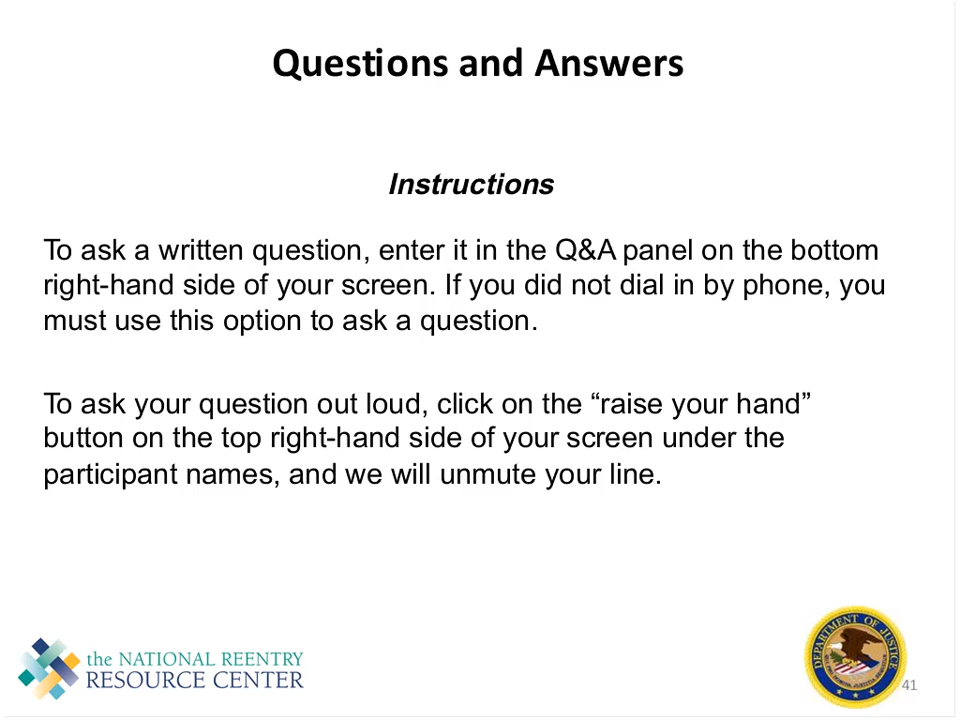 Questions and Answers
Instructions
To ask a written question, enter it in the Q&A panel on the bottom
right-hand side of your screen. If you did not dial in by phone, you
must use this option to ask a question.
To ask your question out loud, click on the “raise your hand”
button on the top right-hand side of your screen under the
participant names, and we will unmute your line.
the NATIONAL REENTRY
RESOURCE CENTER
DEPARTMENT OF JUSTICE
41